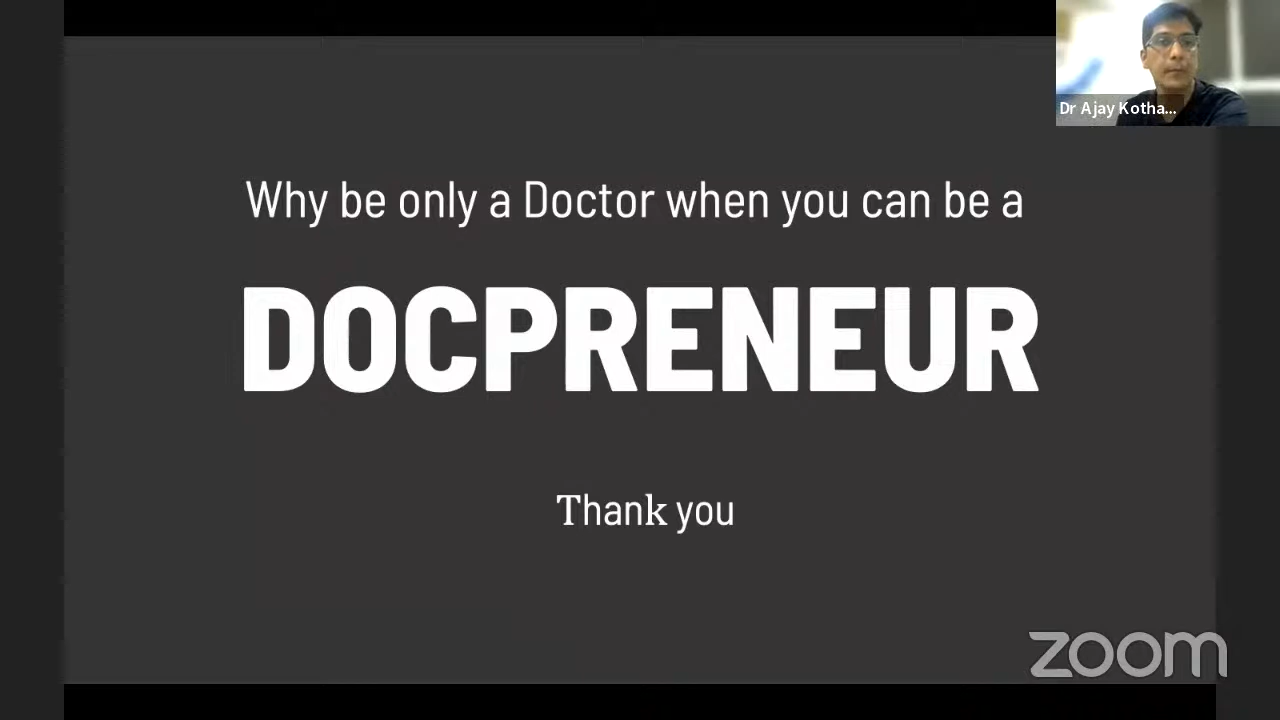 Dr Ajay Kotha...
Why be only a Doctor when you can be a
DOCPRENEUR
Thank you
zoom